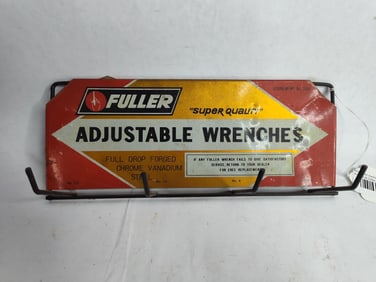 FULLER
"SUPER QUALITY"
ADJUSTABLE WRENCHES
FULL DROP FORGED
CHROME VANADIUM
STEEL
IF ANY FULLER WRENCH FAILS TO GIVE SATISFACTORY
SERVICE, RETURN TO YOUR DEALER
FOR FREE REPLACEMENT